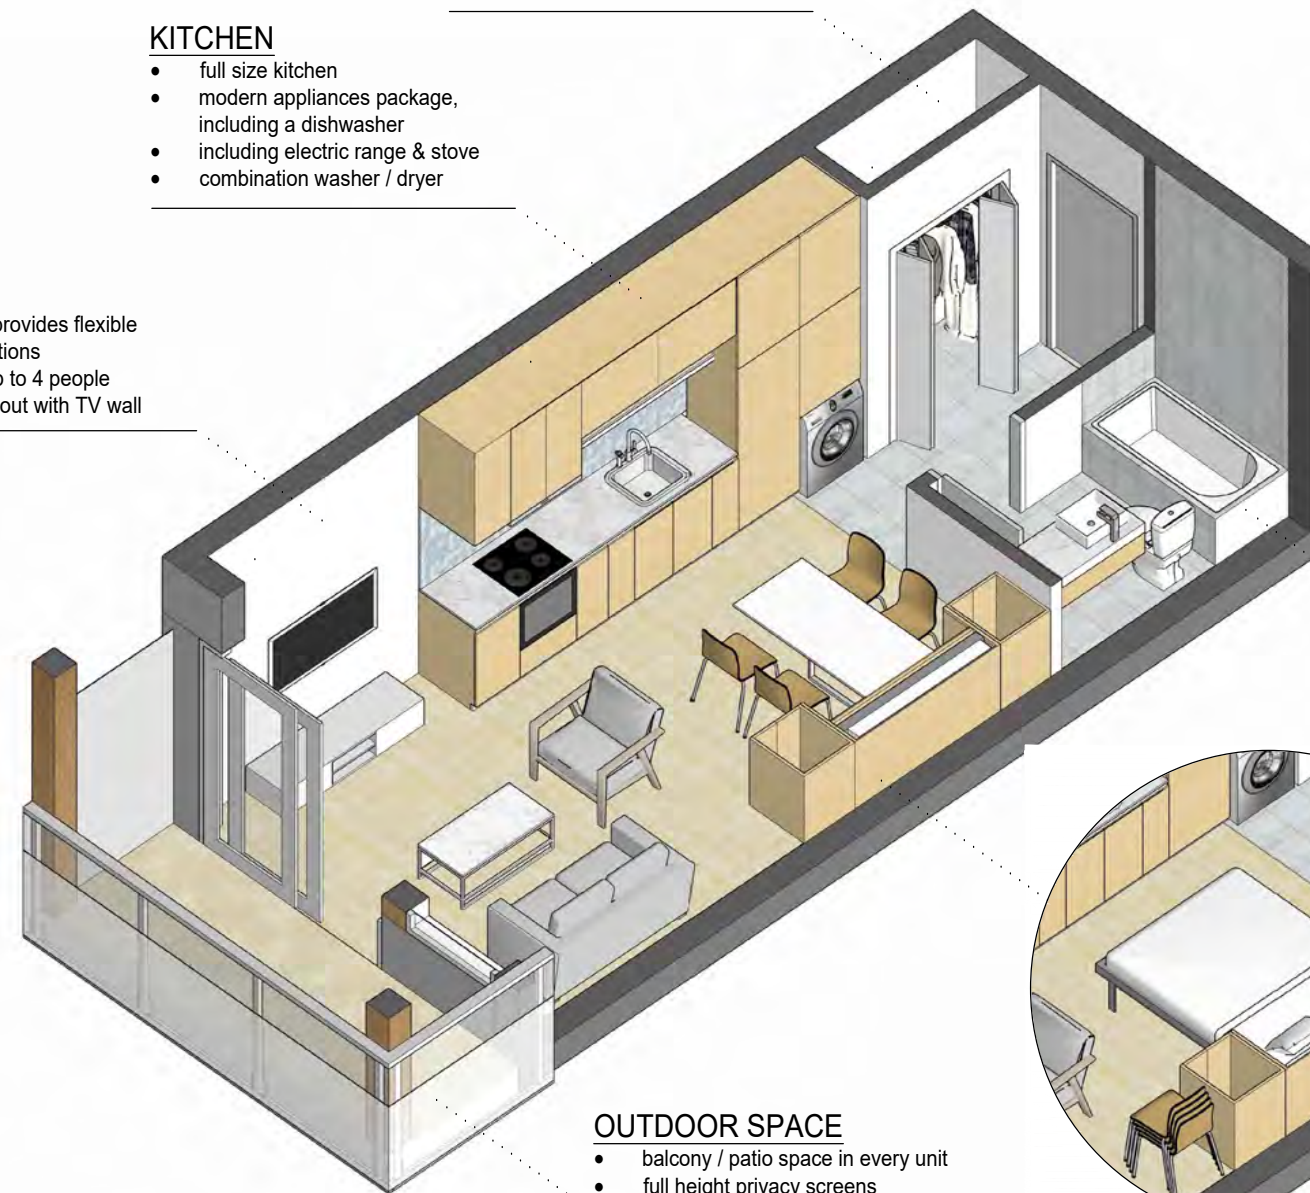 KITCHEN
• full size kitchen
• modern appliances package,
including a dishwasher
• including electric range & stove
• combination washer / dryer
provides flexible
tions
to 4 people
out with TV wall
OUTDOOR SPACE
• balcony / patio space in every unit
• full height privacy screens